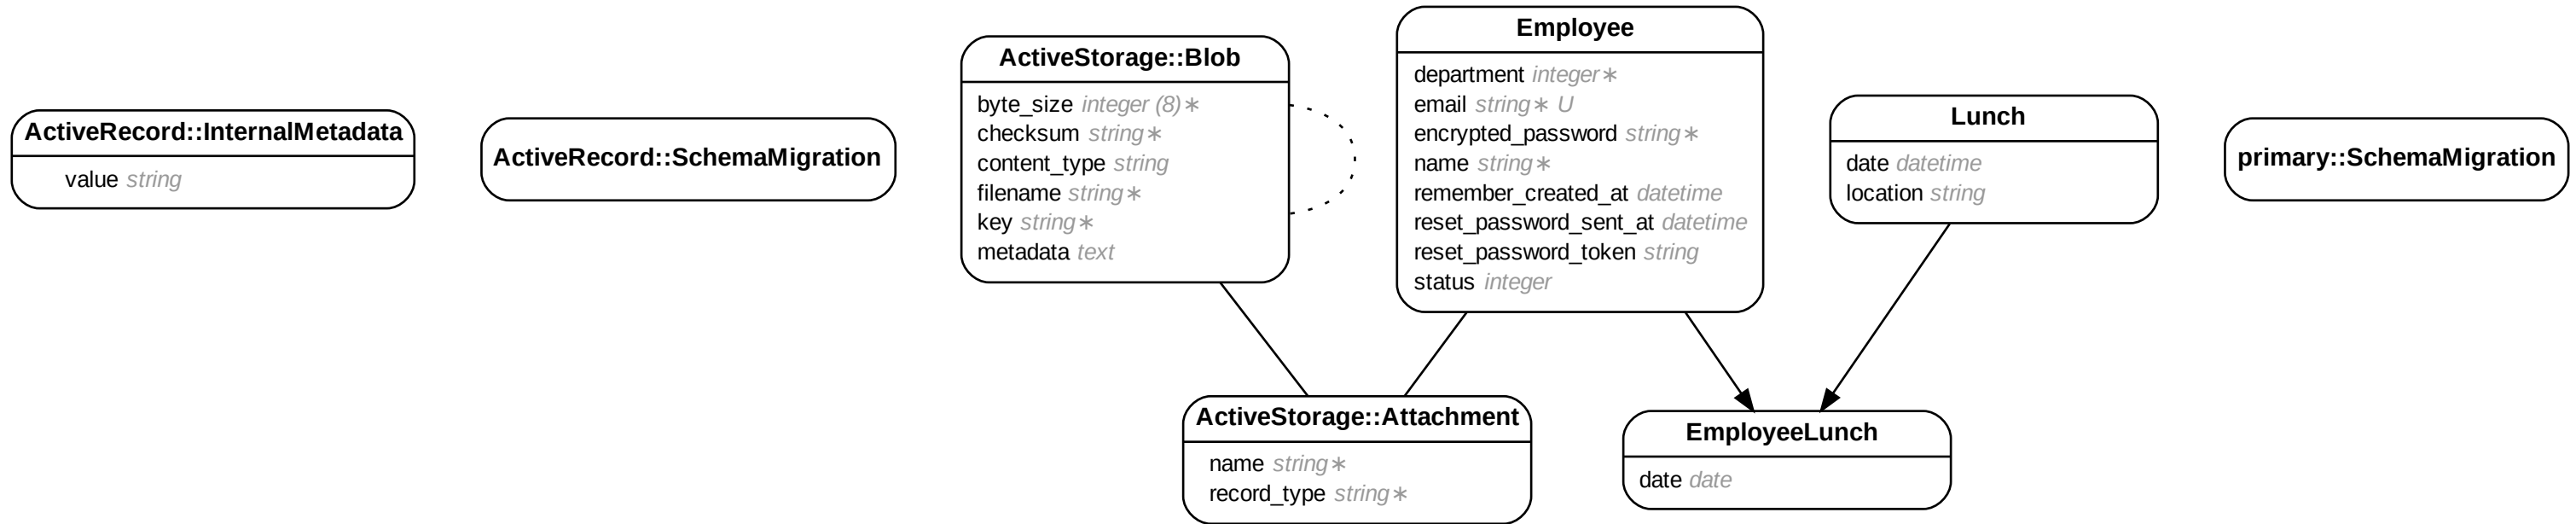 ActiveRecord::InternalMetadata
value string
ActiveRecord::SchemaMigration
ActiveStorage::Blob
byte_size integer (8)∗
checksum string∗
content_type string
filename string∗
key string∗
metadata text
Employee
department integer∗
email string∗ U
encrypted_password string∗
name string∗
remember_created_at datetime
reset_password_sent_at datetime
reset_password_token string
status integer
Lunch
date datetime
location string
primary::SchemaMigration
ActiveStorage::Attachment
name string∗
record_type string∗
EmployeeLunch
date date